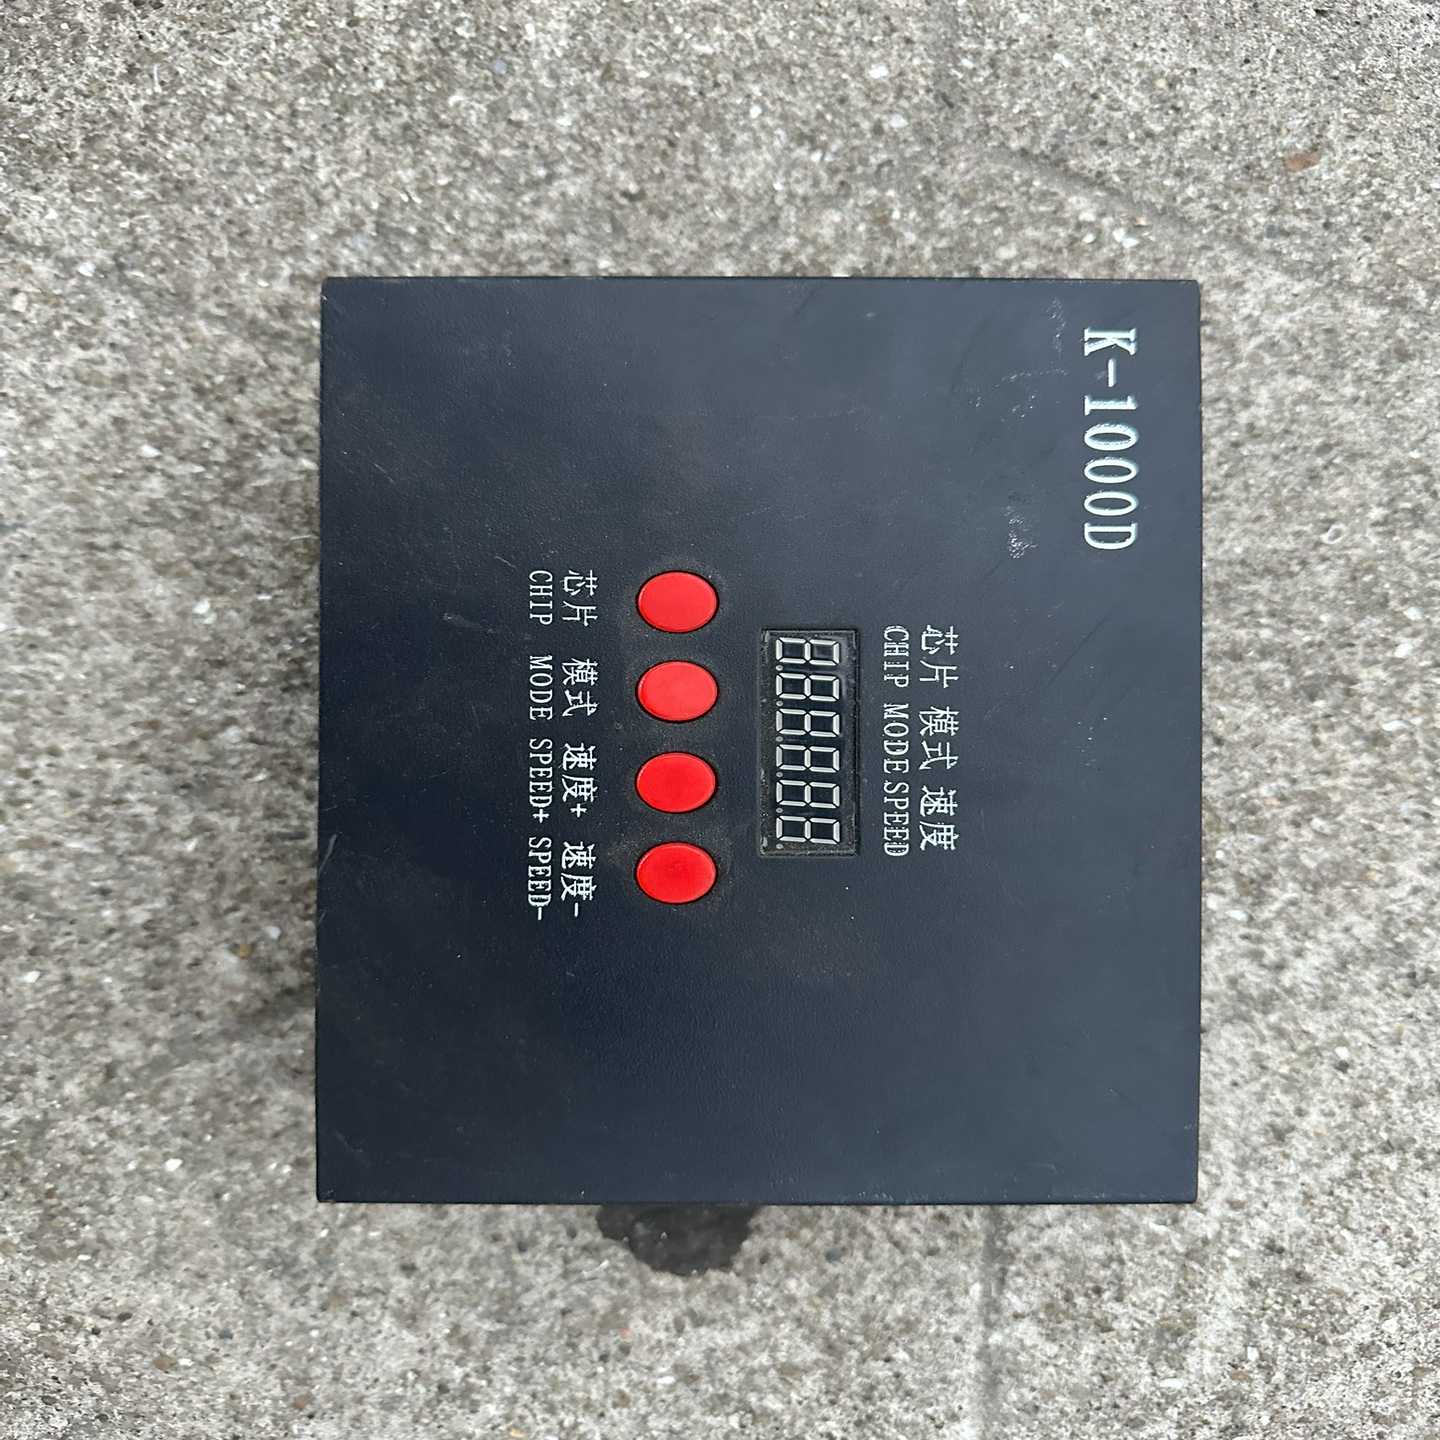 K-1000D
芯片 模式 速度
CHIP MODE SPEED
芯片 模式 速度+ 速度-
CHIP MODE SPEED+ SPEED-